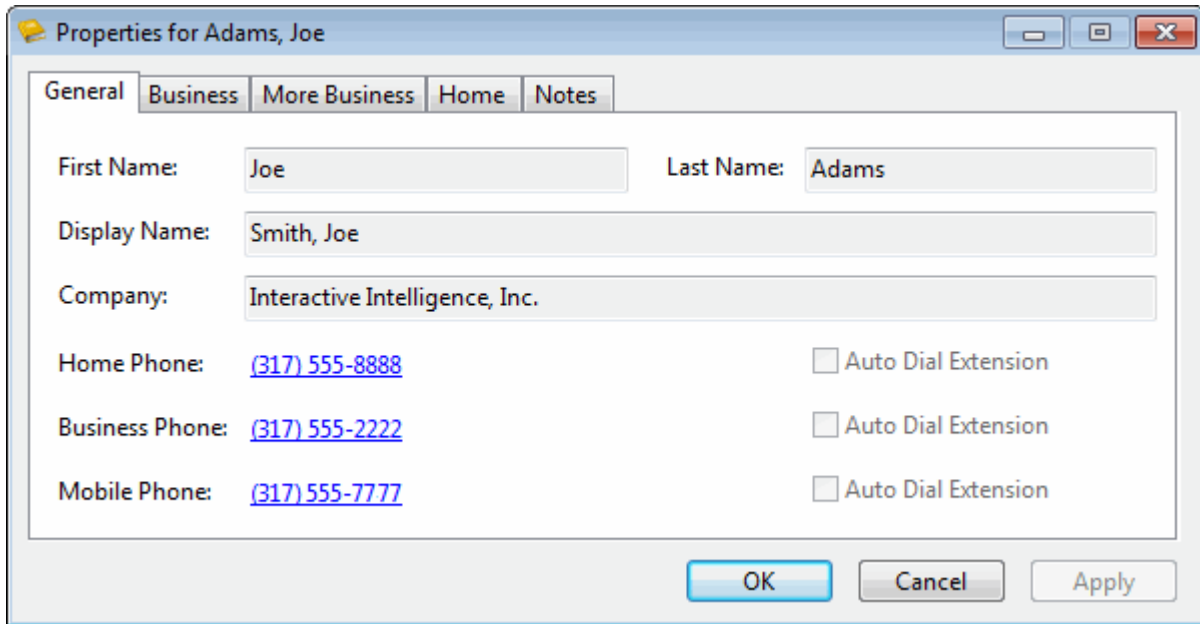 Properties for Adams, Joe
General Business More Business Home Notes
First Name: Joe Last Name: Adams
Display Name: Smith, Joe
Company: Interactive Intelligence, Inc.
Home Phone: (317) 555-8888 Auto Dial Extension
Business Phone: (317) 555-2222 Auto Dial Extension
Mobile Phone: (317) 555-7777 Auto Dial Extension
OK Cancel Apply